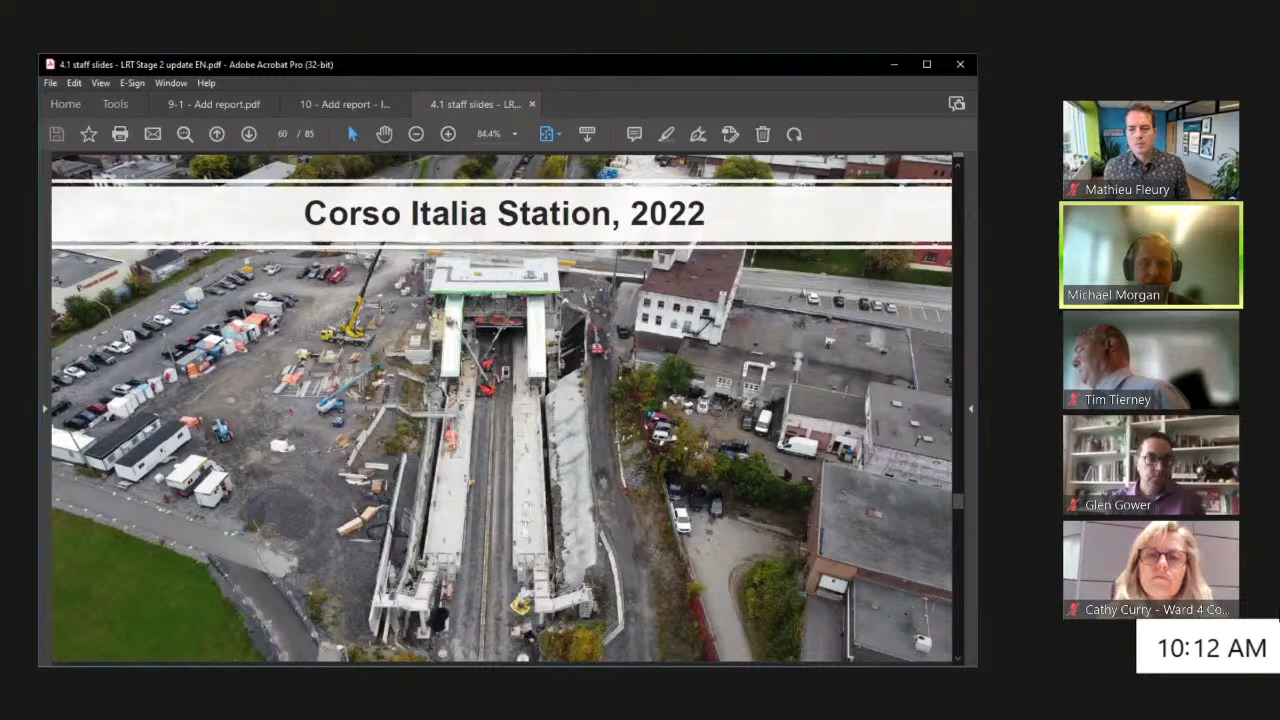 4.1 staff slides - LRT Stage 2 update EN.pdf - Adobe Acrobat Pro (32-bit)
File Edit View E-Sign Window Help
Home Tools 9-1 - Add report.pdf 10 - Add report - I... 4.1 staff slides - LR...
60 / 85 84.4%
Corso Italia Station, 2022
Mathieu Fleury
Michael Morgan
Tim Tierney
Glen Gower
Cathy Curry - Ward 4 Co...
10:12 AM